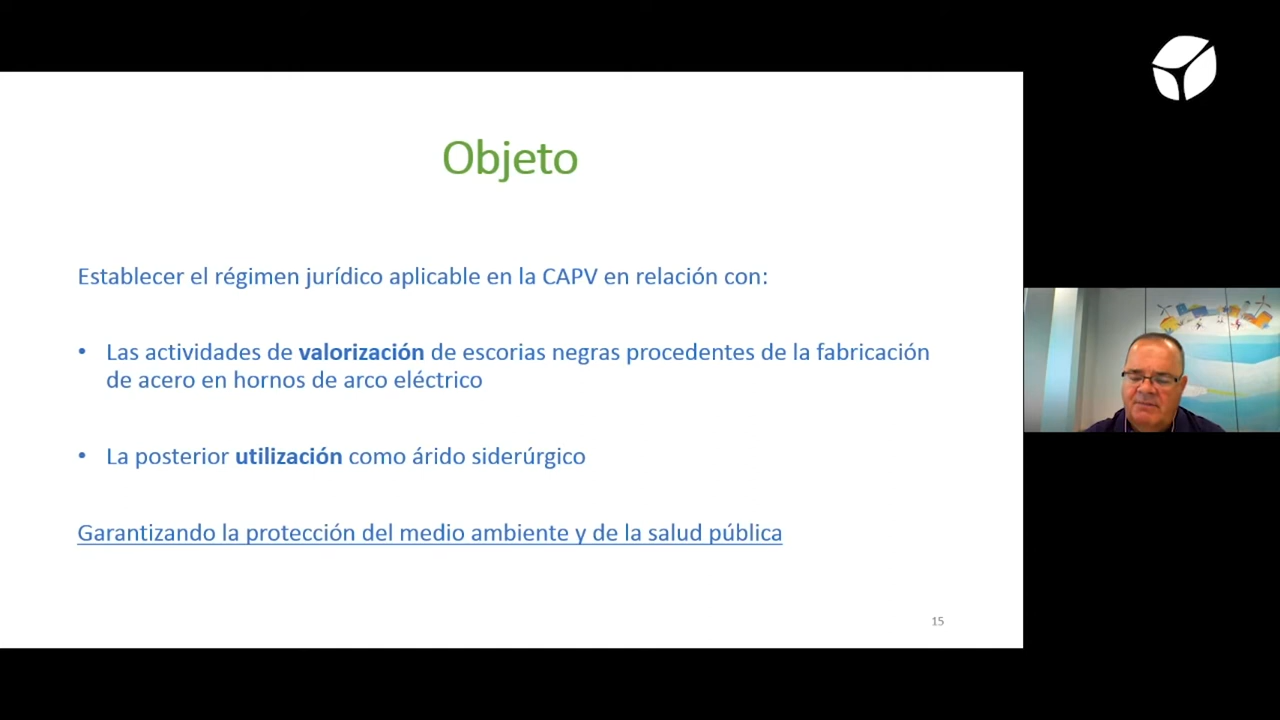 Objeto
Establecer el régimen jurídico aplicable en la CAPV en relación con:
• Las actividades de valorización de escorias negras procedentes de la fabricación
de acero en hornos de arco eléctrico
• La posterior utilización como árido siderúrgico
Garantizando la protección del medio ambiente y de la salud pública
15